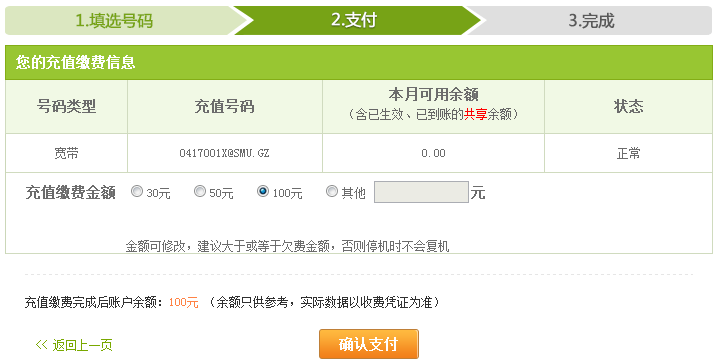 1.填选号码 2.支付 3.完成
您的充值缴费信息
号码类型 充值号码 本月可用余额 状态
（含已生效、已到账的共享余额）
宽带 0417001X@SMU.GZ 0.00 正常
充值缴费金额 30元 50元 100元 其他 元
金额可修改，建议大于或等于欠费金额，否则停机时不会复机
充值缴费完成后账户余额：100元 （余额只供参考，实际数据以收费凭证为准）
<< 返回上一页 确认支付